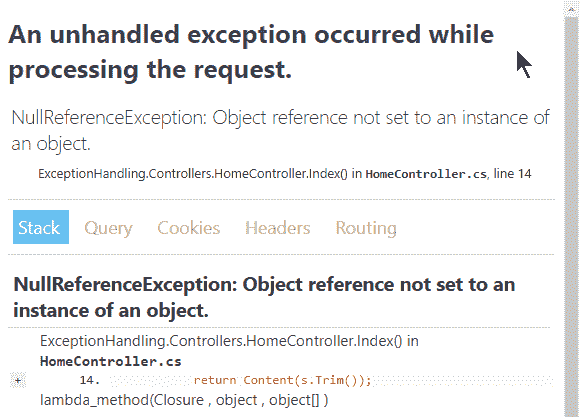 An unhandled exception occurred while
processing the request.
NullReferenceException: Object reference not set to an instance of
an object.
ExceptionHandling.Controllers.HomeController.Index() in HomeController.cs, line 14
Stack Query Cookies Headers Routing
NullReferenceException: Object reference not set to an
instance of an object.
ExceptionHandling.Controllers.HomeController.Index() in
HomeController.cs
+ 14. return Content(s.Trim());
lambda_method(Closure , object , object[] )